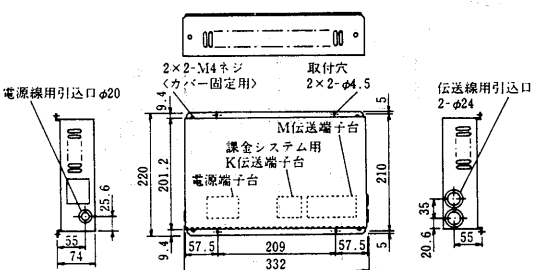 2×2-M4ネジ
〈カバー固定用〉
取付穴
2×2-φ4.5
電源線用引込口φ20
伝送線用引込口
2-φ24
9.4
5
M伝送端子台
課金システム用
K伝送端子台
電源端子台
220
201.2
210
25.6
35
20.6
55
74
9.4
57.5
209
57.5
5
332
55